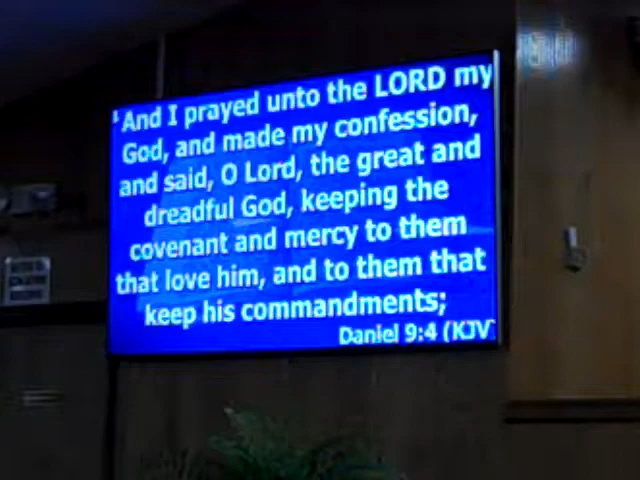 And I prayed unto the LORD my
God, and made my confession,
and said, O Lord, the great and
dreadful God, keeping the
covenant and mercy to them
that love him, and to them that
keep his commandments;
Daniel 9:4 (KJV